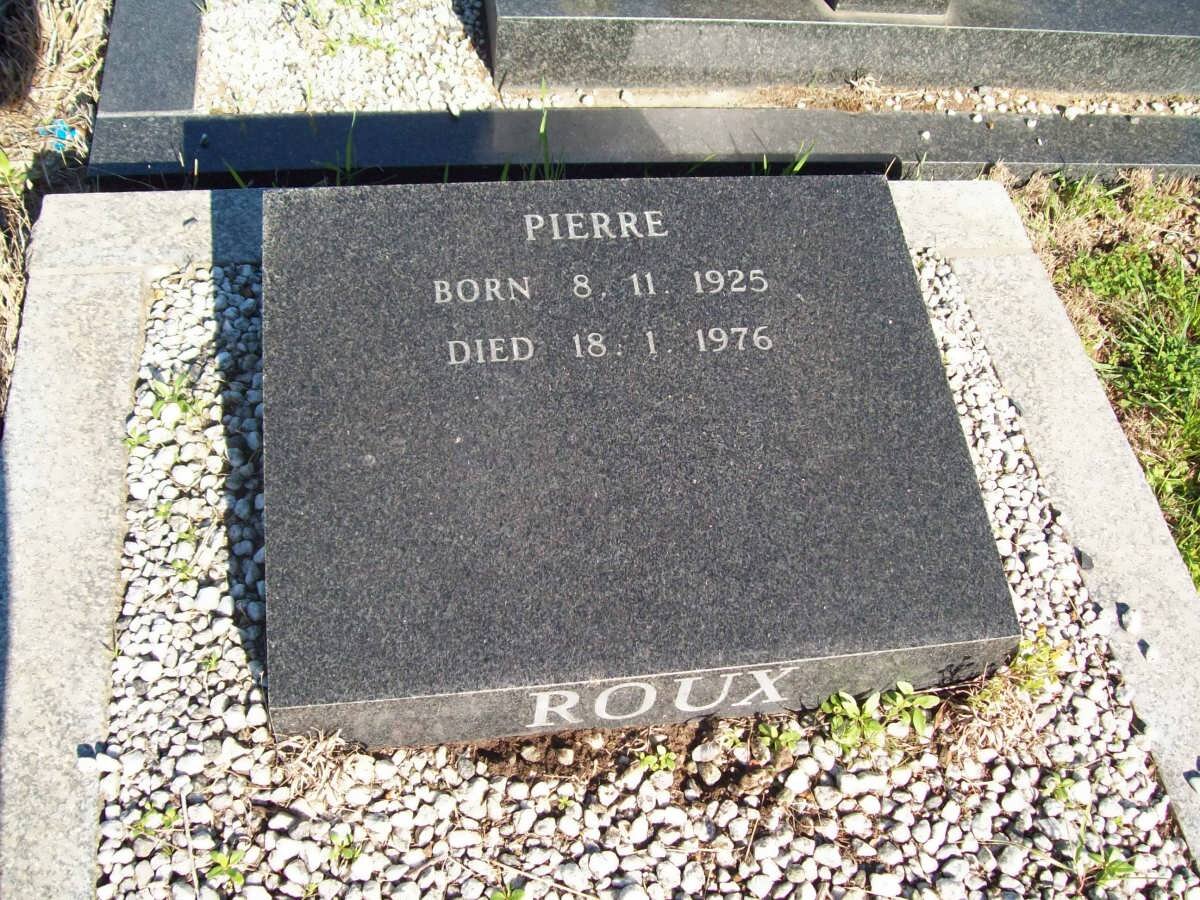 PIERRE
BORN 8. 11. 1925
DIED 18. 1. 1976
ROUX